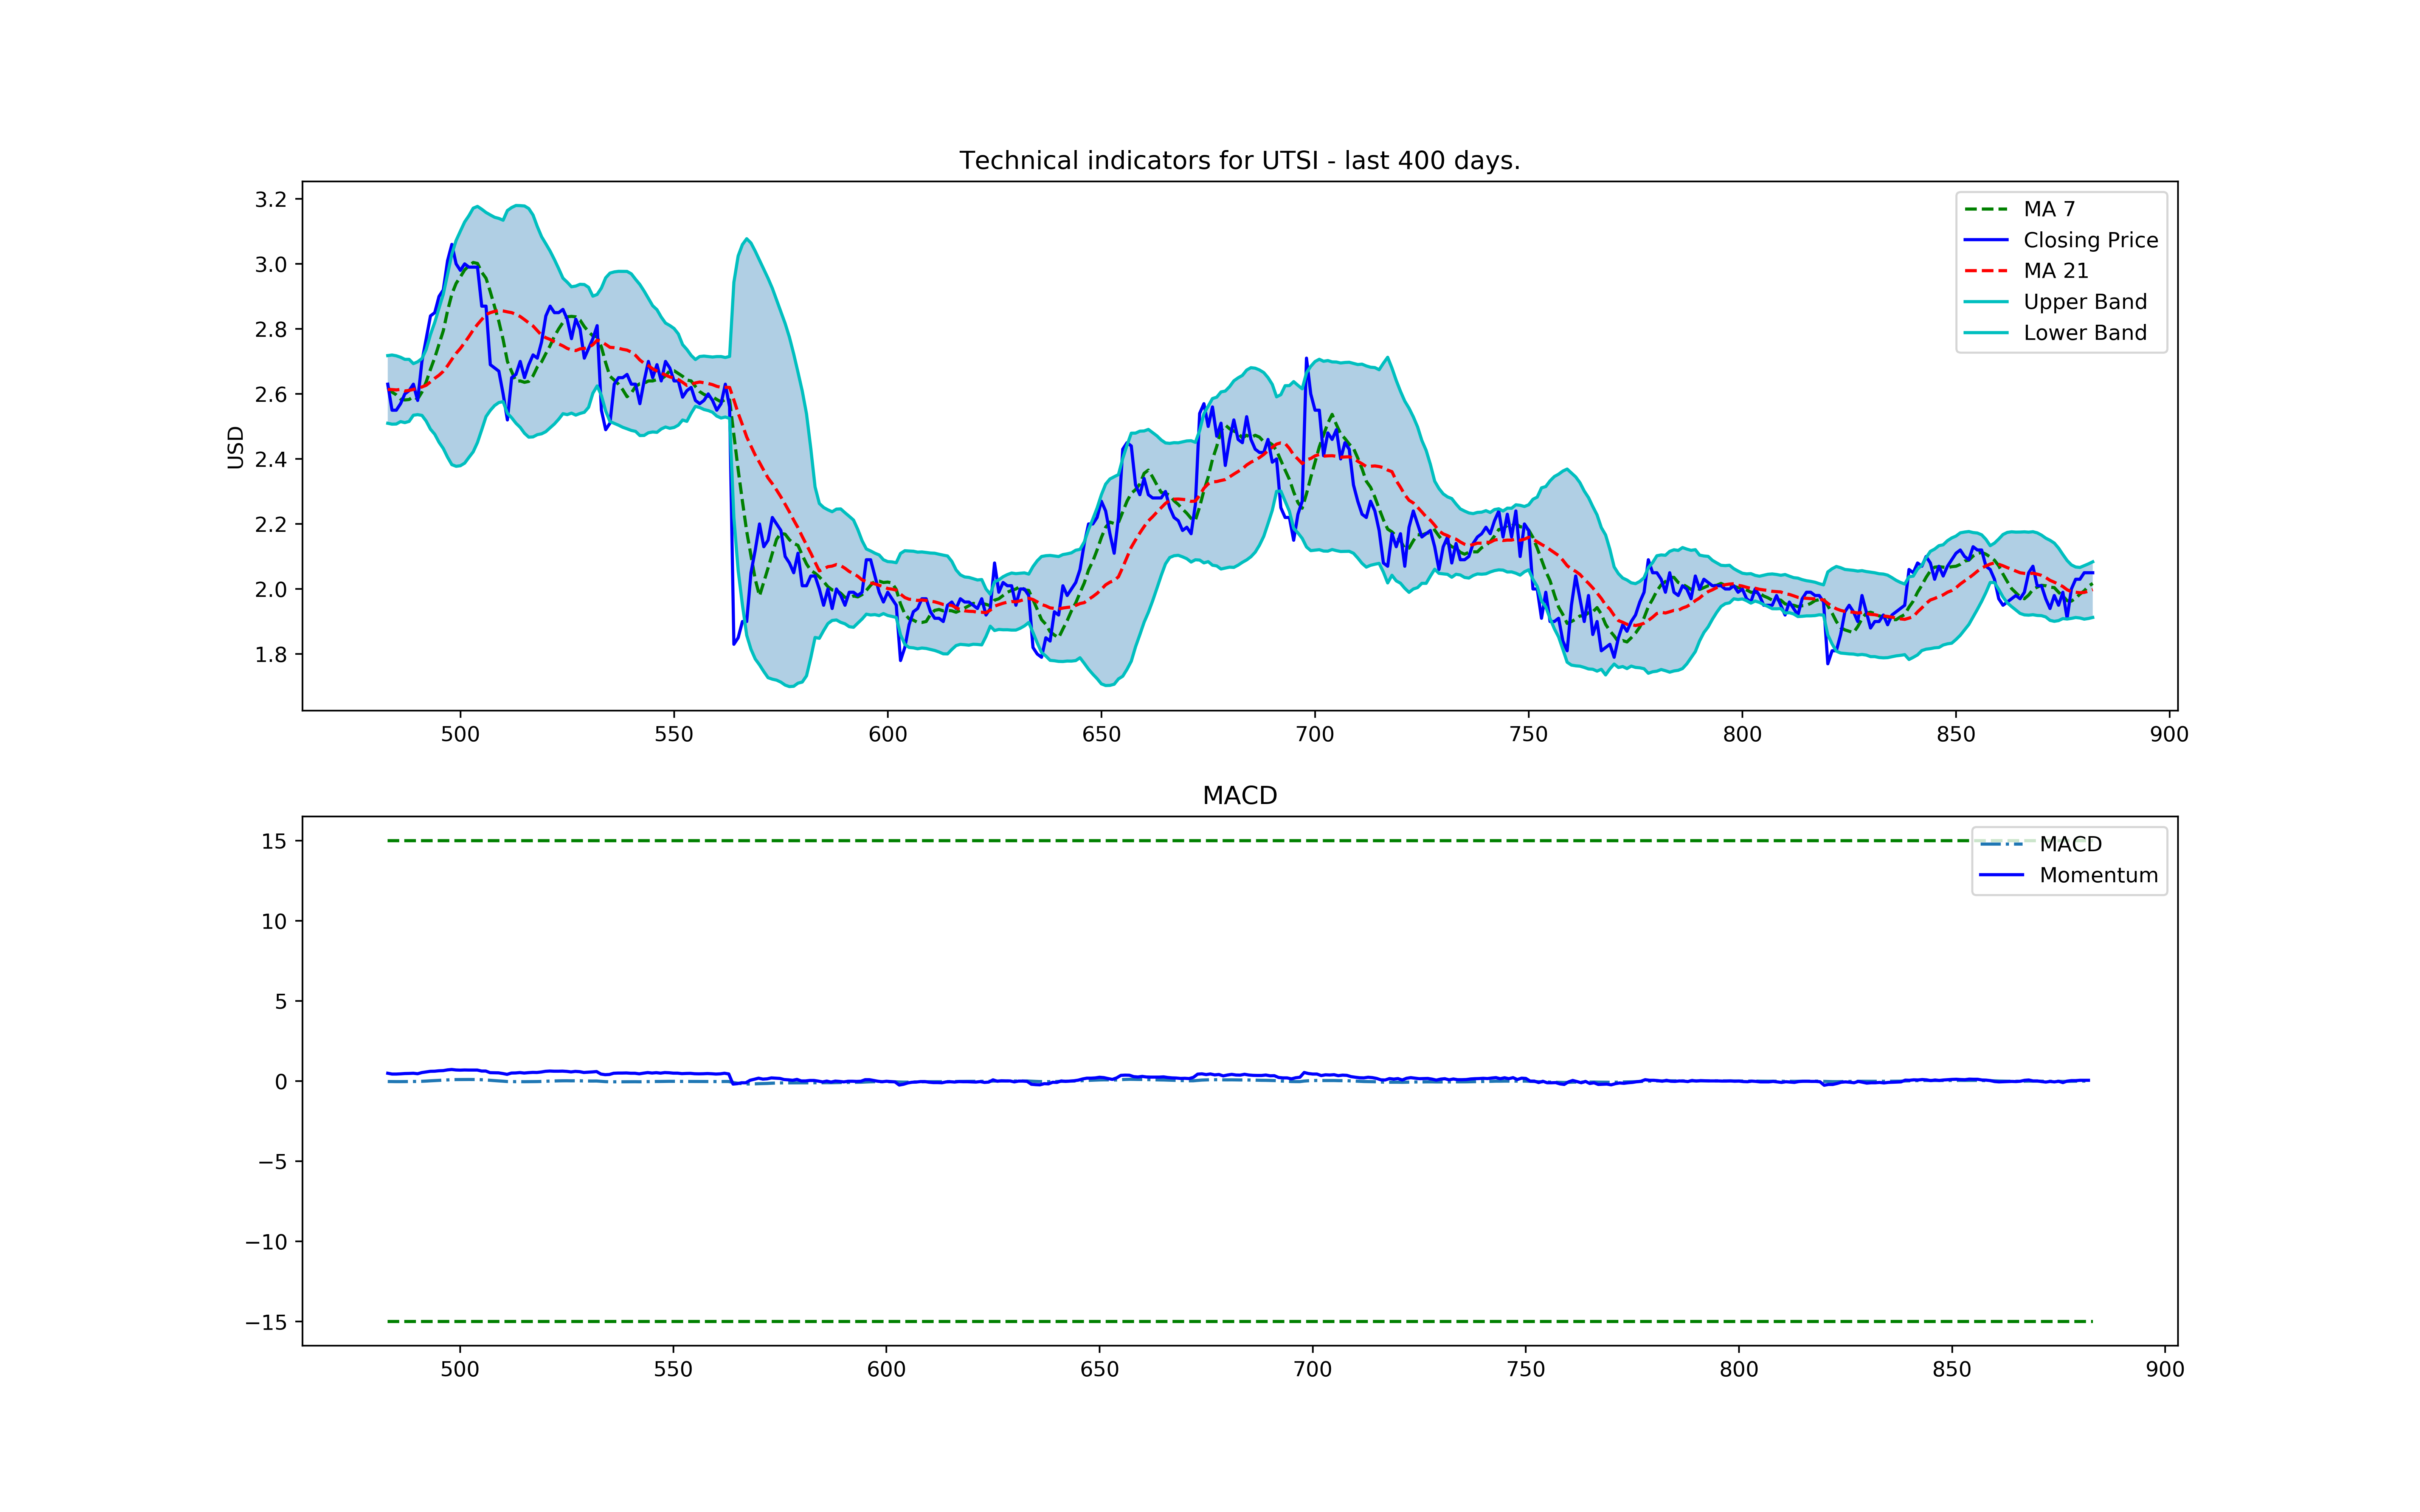 Technical indicators for UTSI - last 400 days.
USD
3.2
3.0
2.8
2.6
2.4
2.2
2.0
1.8
MA 7
Closing Price
MA 21
Upper Band
Lower Band
500 550 600 650 700 750 800 850 900
MACD
15
10
5
0
−5
−10
−15
MACD
Momentum
500 550 600 650 700 750 800 850 900